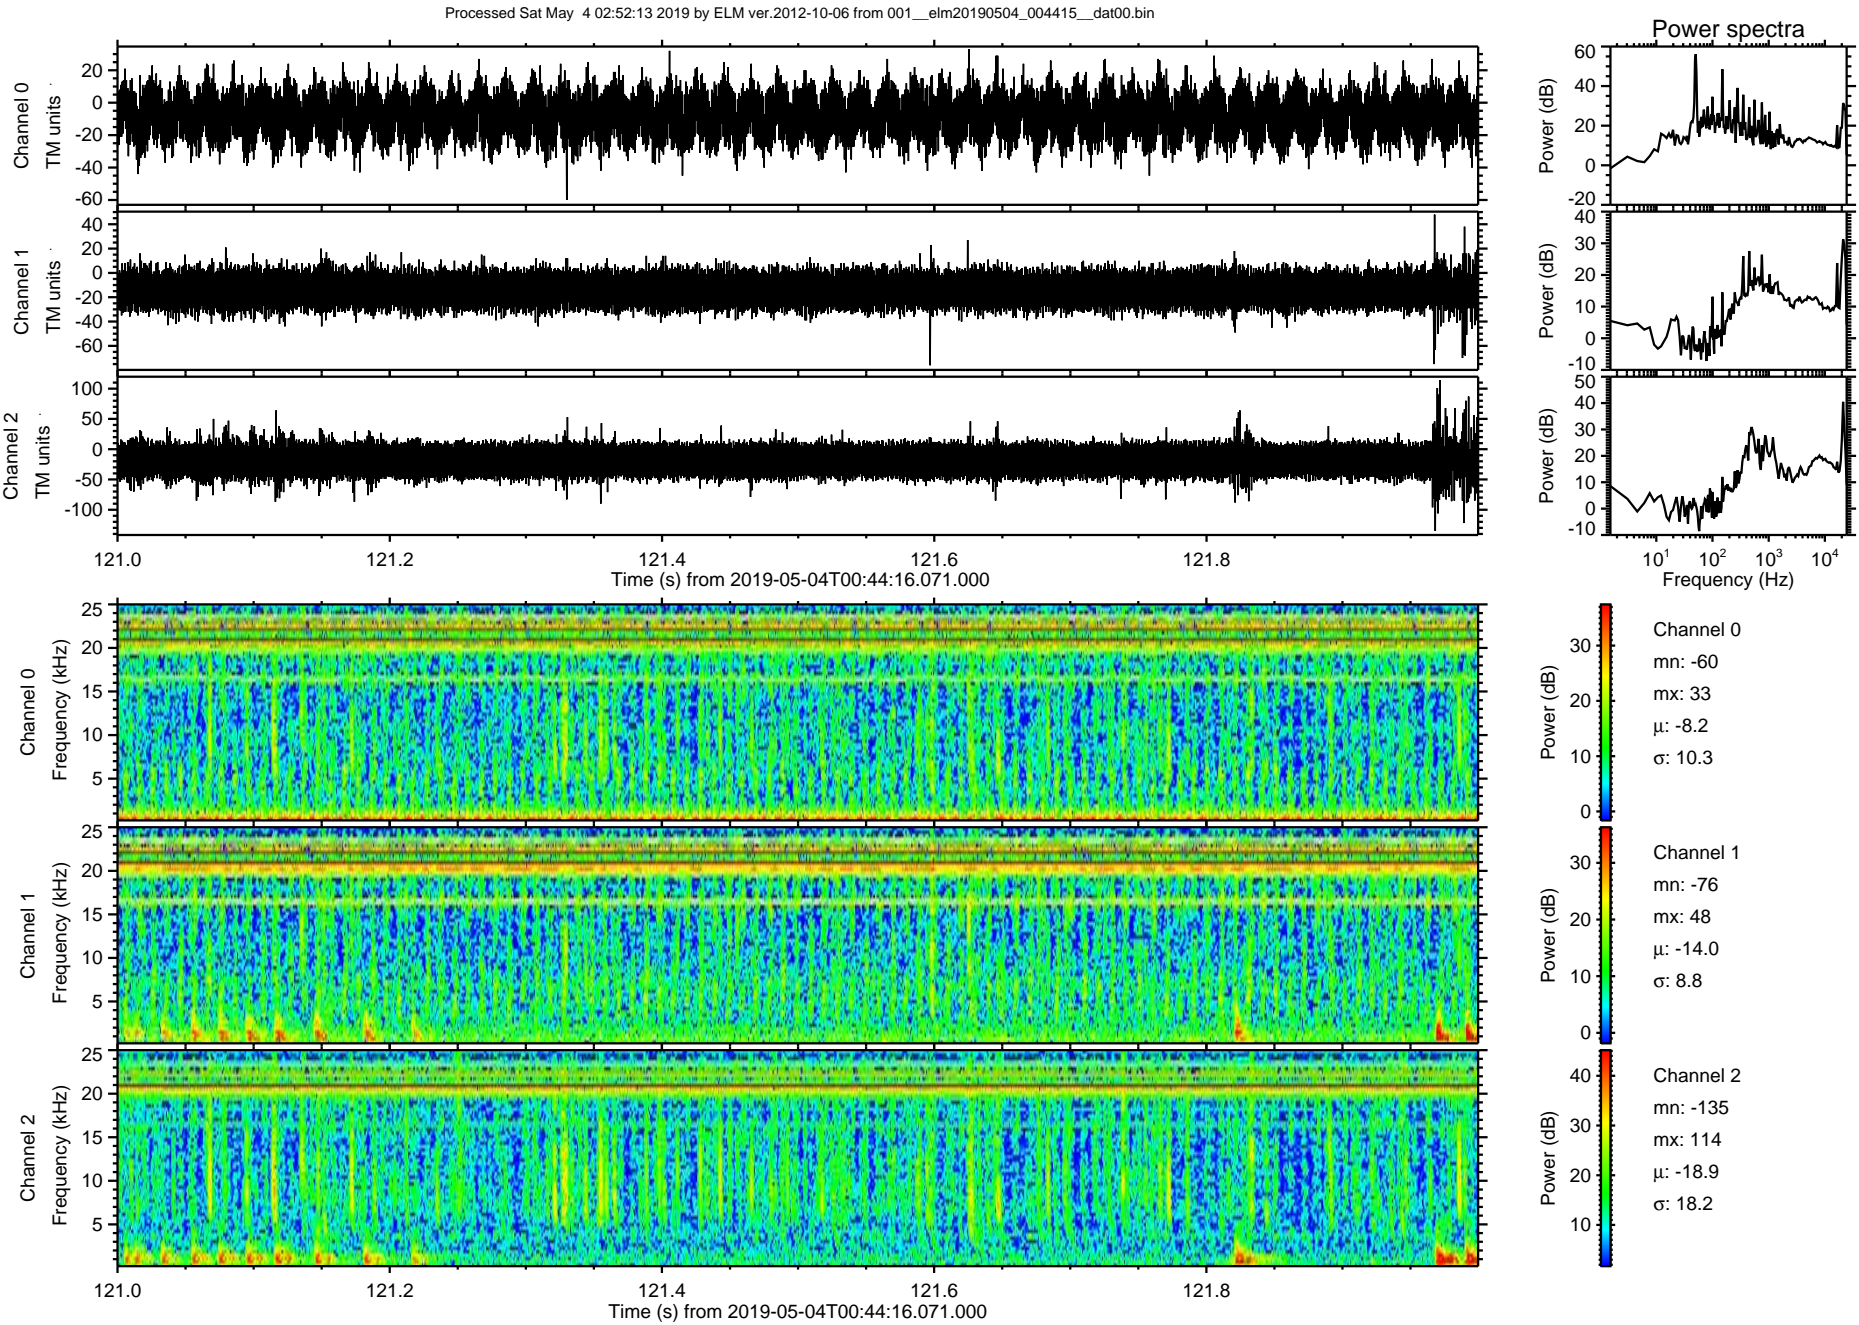 Processed Sat May  4 02:52:13 2019 by ELM ver.2012-10-06 from 001__elm20190504_004415__dat00.bin
Power spectra
Channel 0
TM units
20
0
-20
-40
-60
Power (dB)
60
40
20
0
-20
Channel 1
TM units
40
20
0
-20
-40
-60
Power (dB)
40
30
20
10
0
-10
Channel 2
TM units
100
50
0
-50
-100
Power (dB)
50
40
30
20
10
0
-10
121.0 121.2 121.4 121.6 121.8
Time (s) from 2019-05-04T00:44:16.071.000
10^1 10^2 10^3 10^4
Frequency (Hz)
Channel 0
Frequency (kHz)
25
20
15
10
5
Power (dB)
30
20
10
0
Channel 0
mn: -60
mx: 33
μ: -8.2
σ: 10.3
Channel 1
Frequency (kHz)
25
20
15
10
5
Power (dB)
30
20
10
0
Channel 1
mn: -76
mx: 48
μ: -14.0
σ: 8.8
Channel 2
Frequency (kHz)
25
20
15
10
5
Power (dB)
40
30
20
10
Channel 2
mn: -135
mx: 114
μ: -18.9
σ: 18.2
121.0 121.2 121.4 121.6 121.8
Time (s) from 2019-05-04T00:44:16.071.000